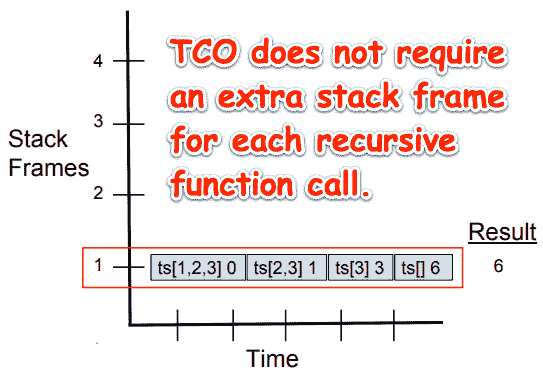 TCO does not require
an extra stack frame
for each recursive
function call.
Stack
Frames
4
3
2
1
ts[1,2,3] 0
ts[2,3] 1
ts[3] 3
ts[] 6
Result
6
Time